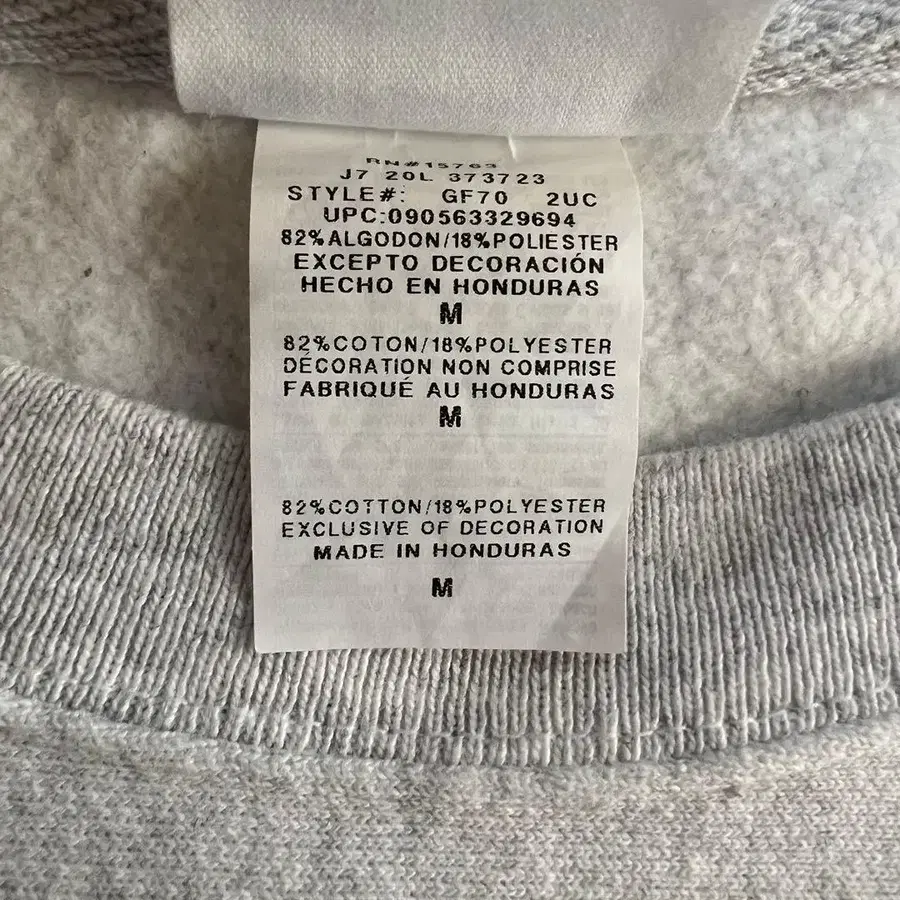 RN#15763
J7 20L 373723
STYLE#: GF70 2UC
UPC:090563329694
82%ALGODON/18%POLIESTER
EXCEPTO DECORACIÓN
HECHO EN HONDURAS
M
82%COTON/18%POLYESTER
DÉCORATION NON COMPRISE
FABRIQUÉ AU HONDURAS
M
82%COTTON/18%POLYESTER
EXCLUSIVE OF DECORATION
MADE IN HONDURAS
M